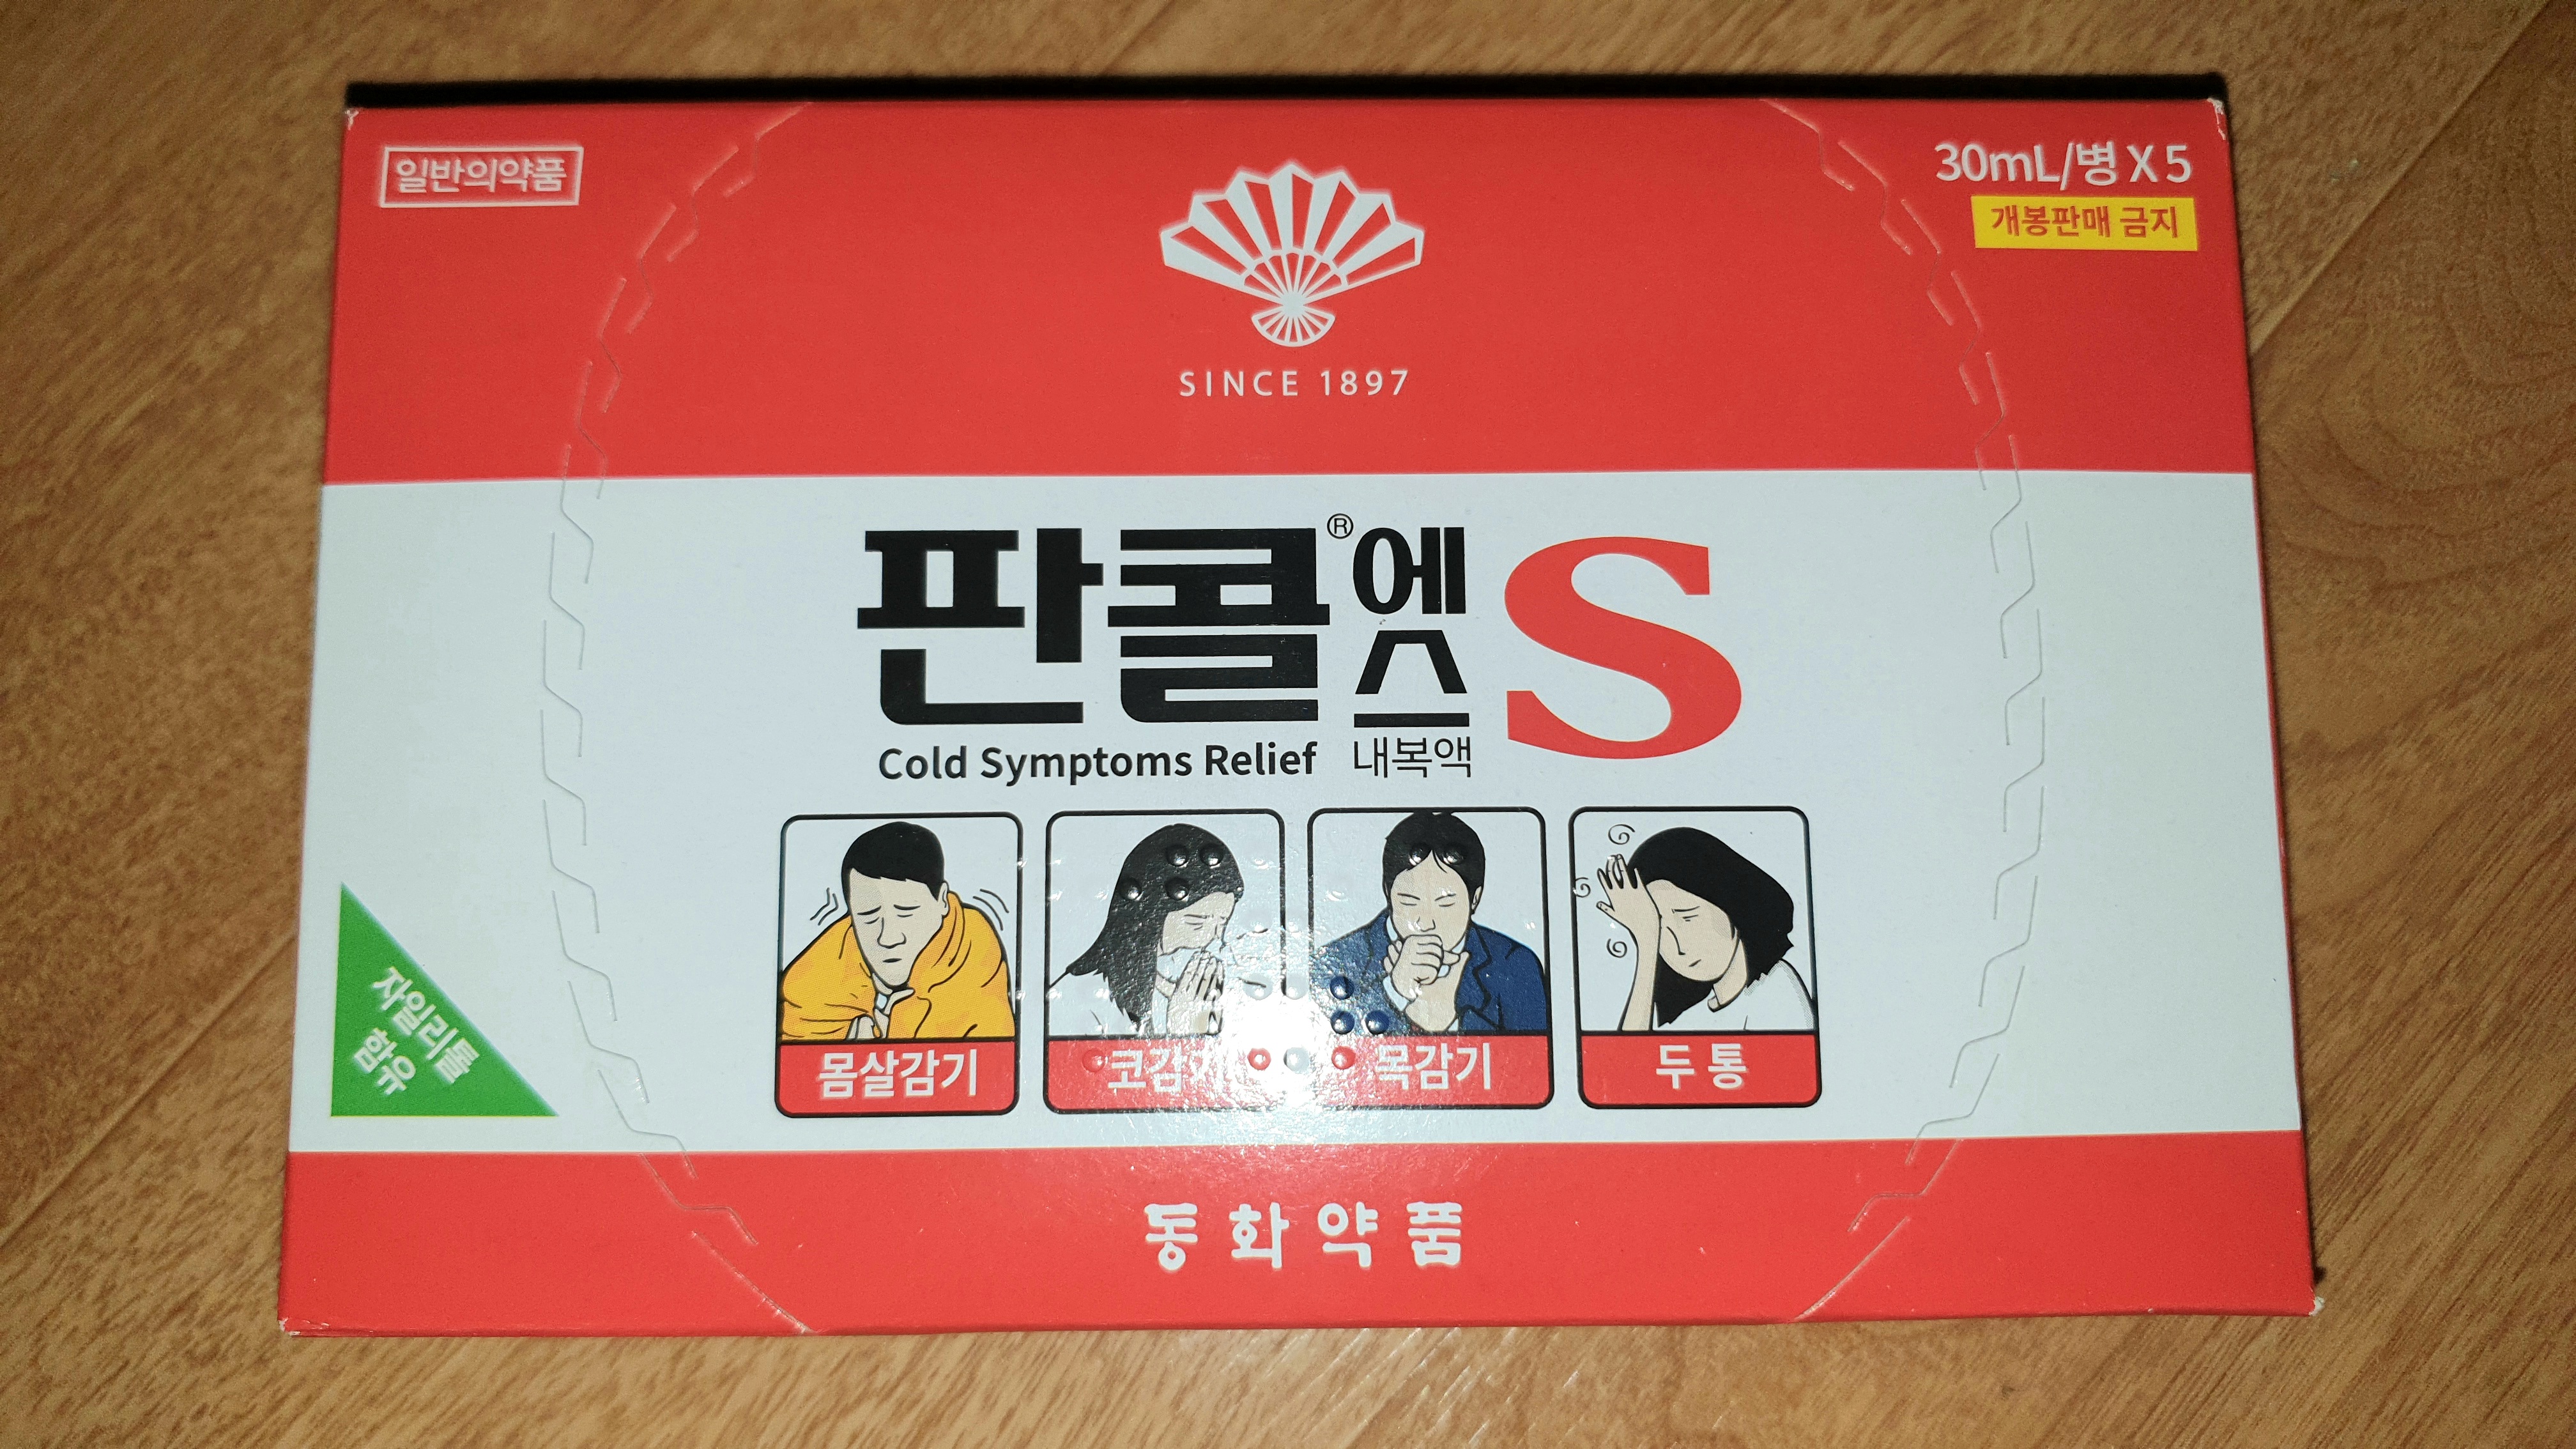 일반의약품
30mL/병 X 5
개봉판매 금지
SINCE 1897
판콜®에스 S
Cold Symptoms Relief 내복액
몸살감기
코감기
목감기
두통
자일리톨
함유
동화약품